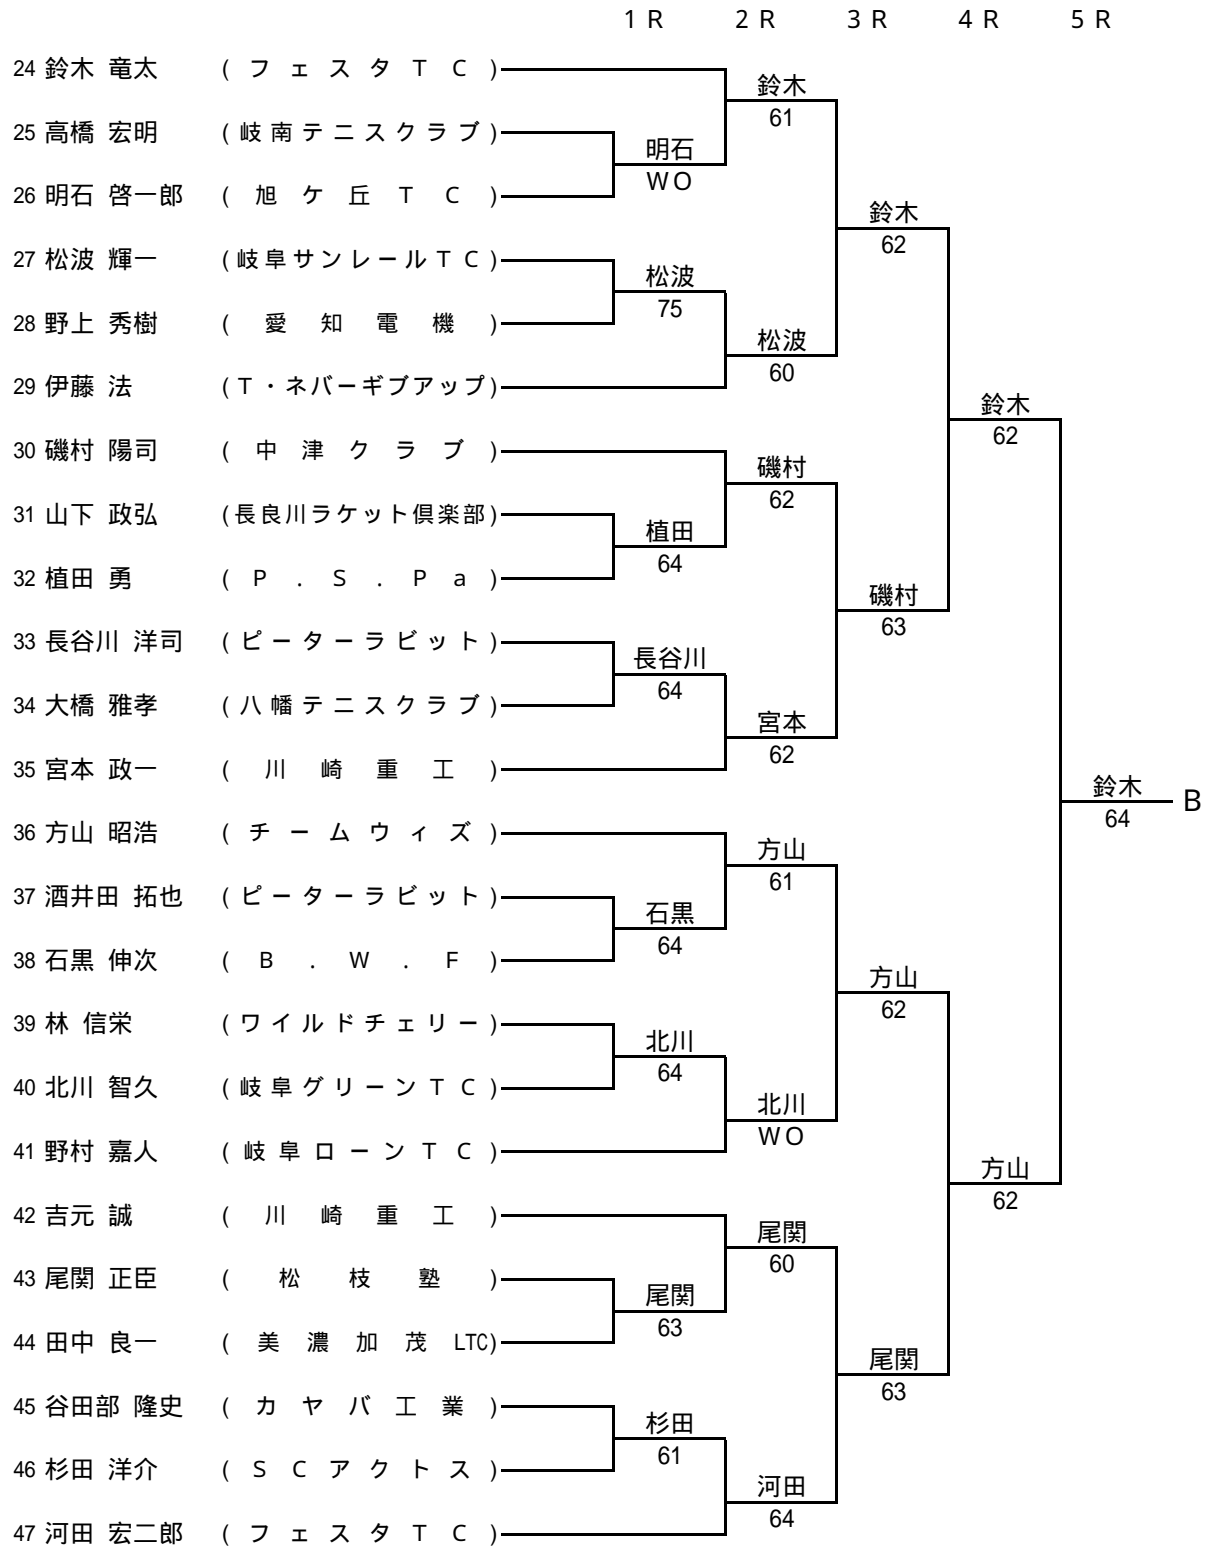 1 R 2 R 3 R 4 R 5 R
24 鈴木 竜太 ( フェスタTC )
鈴木
61
25 高橋 宏明 ( 岐南テニスクラブ )
明石
WO
26 明石 啓一郎 ( 旭ケ丘TC )
鈴木
62
27 松波 輝一 ( 岐阜サンレールTC )
松波
75
28 野上 秀樹 ( 愛知電機 )
松波
60
29 伊藤 法 ( T・ネバーギブアップ )
鈴木
62
30 磯村 陽司 ( 中津クラブ )
磯村
62
31 山下 政弘 ( 長良川ラケット倶楽部 )
植田
64
32 植田 勇 ( P.S.Pa )
磯村
63
33 長谷川 洋司 ( ピーターラビット )
長谷川
64
34 大橋 雅孝 ( 八幡テニスクラブ )
宮本
62
35 宮本 政一 ( 川崎重工 )
鈴木
64
B
36 方山 昭浩 ( チームウィズ )
方山
61
37 酒井田 拓也 ( ピーターラビット )
石黒
64
38 石黒 伸次 ( B.W.F )
方山
62
39 林 信栄 ( ワイルドチェリー )
北川
64
40 北川 智久 ( 岐阜グリーンTC )
北川
WO
41 野村 嘉人 ( 岐阜ローンTC )
方山
62
42 吉元 誠 ( 川崎重工 )
尾関
60
43 尾関 正臣 ( 松枝塾 )
尾関
63
44 田中 良一 ( 美濃加茂LTC )
尾関
63
45 谷田部 隆史 ( カヤバ工業 )
杉田
61
46 杉田 洋介 ( SCアクトス )
河田
64
47 河田 宏二郎 ( フェスタTC )